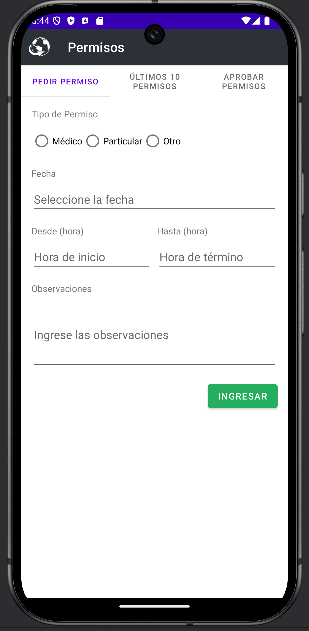 5:44
Permisos
PEDIR PERMISO
ÚLTIMOS 10
PERMISOS
APROBAR
PERMISOS
Tipo de Permiso
Médico Particular Otro
Fecha
Seleccione la fecha
Desde (hora) Hasta (hora)
Hora de inicio Hora de término
Observaciones
Ingrese las observaciones
INGRESAR